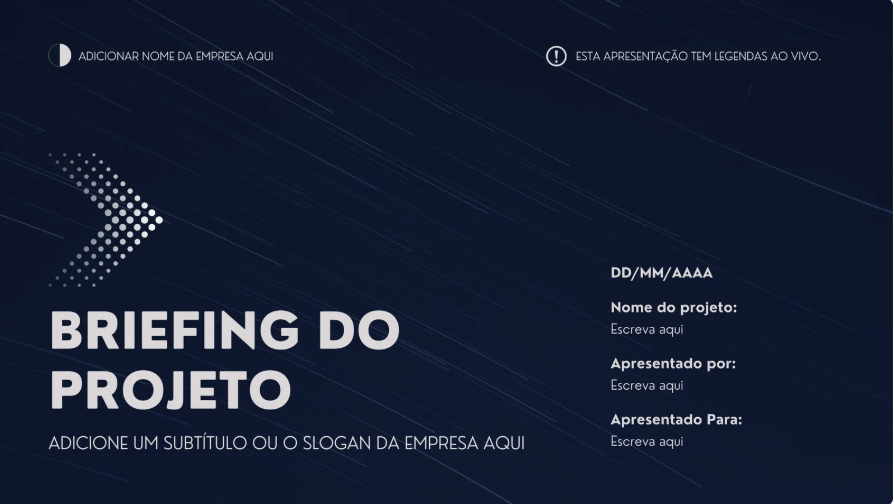 ADICIONAR NOME DA EMPRESA AQUI
ESTA APRESENTAÇÃO TEM LEGENDAS AO VIVO.
BRIEFING DO
PROJETO
ADICIONE UM SUBTÍTULO OU O SLOGAN DA EMPRESA AQUI
DD/MM/AAAA
Nome do projeto:
Escreva aqui
Apresentado por:
Escreva aqui
Apresentado Para:
Escreva aqui